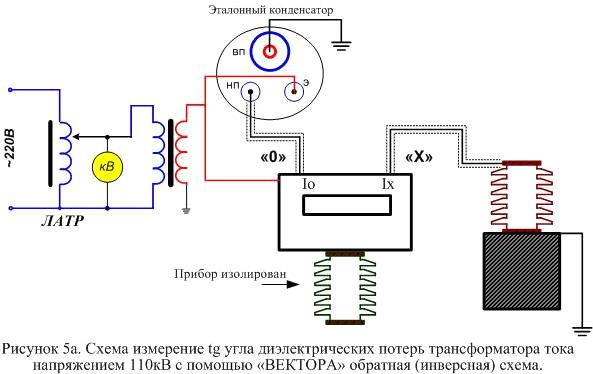 Эталонный конденсатор
ВП
НП
Э
~220В
кВ
ЛАТР
«0»
«X»
Io
Ix
Прибор изолирован
Рисунок 5а. Схема измерение tg угла диэлектрических потерь трансформатора тока
напряжением 110кВ с помощью «ВЕКТОРА» обратная (инверсная) схема.